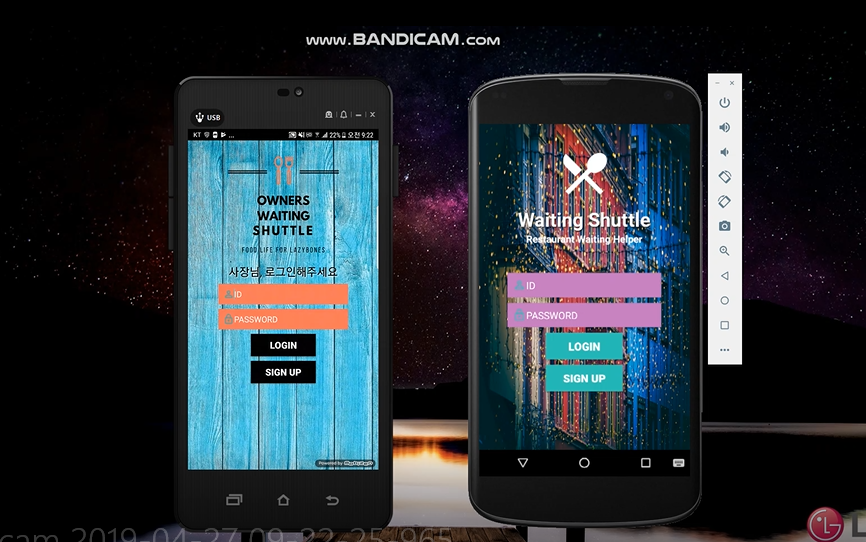 www.BANDICAM.com
USB
KT ... 22% 오전 9:22
OWNERS
WAITING
SHUTTLE
FOOD LIFE FOR LAZYBONES
사장님, 로그인해주세요
ID
PASSWORD
LOGIN
SIGN UP
Powered by
Waiting Shuttle
Restaurant Waiting Helper
ID
PASSWORD
LOGIN
SIGN UP
cam 2019-04-27 09-22-25-965
LG